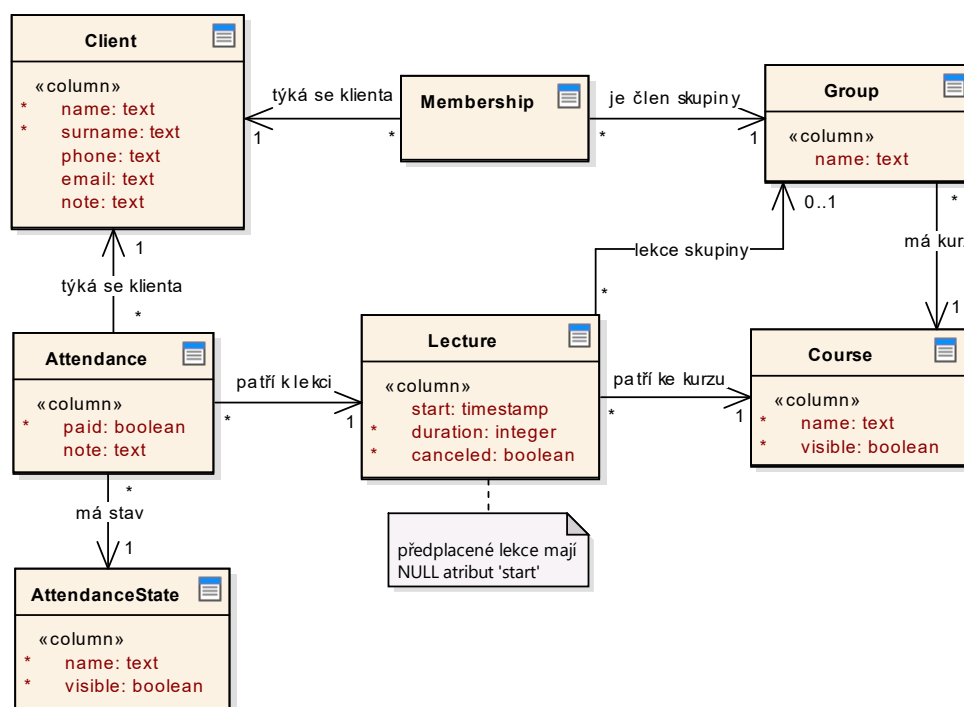 Client
«column»
* name: text
* surname: text
phone: text
email: text
note: text
týká se klienta
1
*
Membership
je člen skupiny
*
1
Group
«column»
name: text
1
týká se klienta
*
0..1
lekce skupiny
*
*
má kur
1
Attendance
«column»
* paid: boolean
note: text
patří k lekci
*
1
Lecture
«column»
start: timestamp
* duration: integer
* canceled: boolean
patří ke kurzu
*
1
Course
«column»
* name: text
* visible: boolean
*
má stav
1
předplacené lekce mají
NULL atribut 'start'
AttendanceState
«column»
* name: text
* visible: boolean